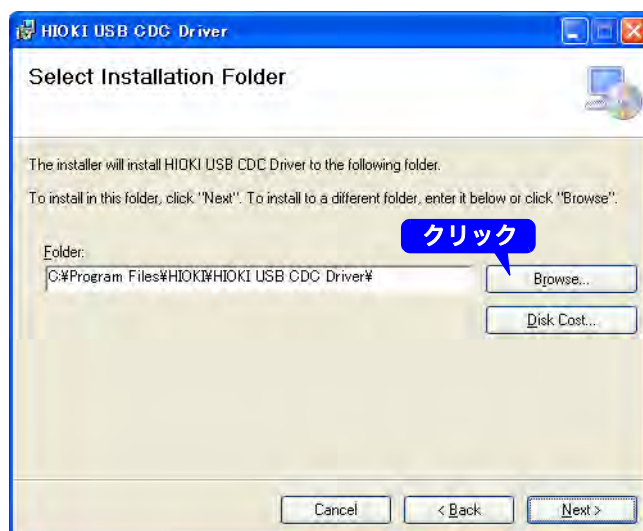 HIOKI USB CDC Driver
Select Installation Folder
The installer will install HIOKI USB CDC Driver to the following folder.
To install in this folder, click "Next". To install to a different folder, enter it below or click "Browse".
クリック
Folder:
C:¥Program Files¥HIOKI¥HIOKI USB CDC Driver¥
Browse...
Disk Cost...
Cancel
< Back
Next >